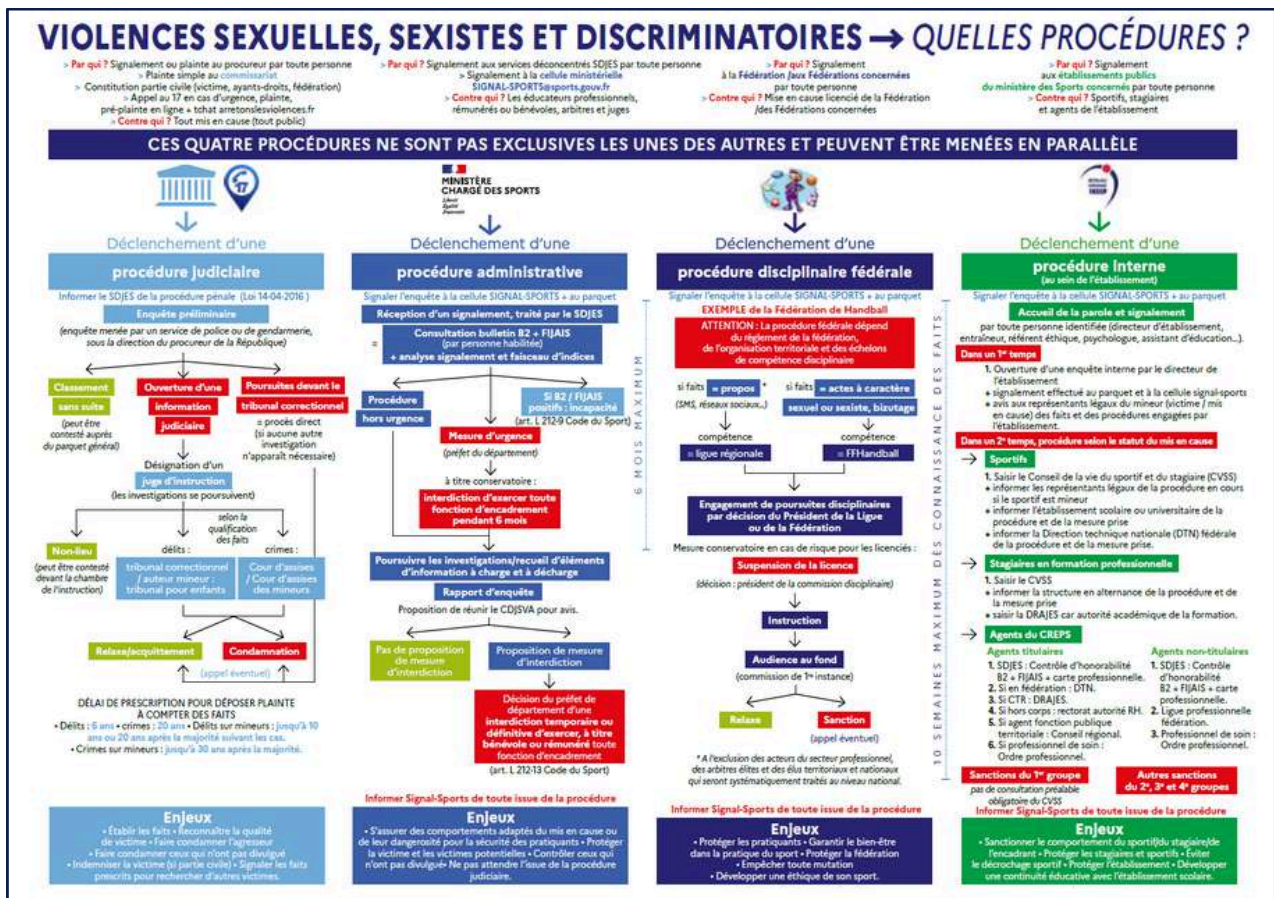 VIOLENCES SEXUELLES, SEXISTES ET DISCRIMINATOIRES → QUELLES PROCÉDURES ?
> Par qui ? Signalement ou plainte au procureur par toute personne
> Plainte simple au commissariat
> Constitution partie civile (victime, ayants-droits, fédération)
> Appel au 17 en cas d'urgence, plainte,
pré-plainte en ligne + tchat arretonslesviolences.fr
> Contre qui ? Tout mis en cause (tout public)
> Par qui ? Signalement aux services déconcentrés SDJES par toute personne
> Signalement à la cellule ministérielle
SIGNAL-SPORTS@sports.gouv.fr
> Contre qui ? Les éducateurs professionnels,
rémunérés ou bénévoles, arbitres et juges
> Par qui ? Signalement
à la Fédération /aux Fédérations concernées
par toute personne
> Contre qui ? Mise en cause licencié de la Fédération
/des Fédérations concernées
> Par qui ? Signalement
aux établissements publics
du ministère des Sports concernés par toute personne
> Contre qui ? Sportifs, stagiaires
et agents de l'établissement
CES QUATRE PROCÉDURES NE SONT PAS EXCLUSIVES LES UNES DES AUTRES ET PEUVENT ÊTRE MENÉES EN PARALLÈLE
17
Déclenchement d'une
procédure judiciaire
Informer le SDJES de la procédure pénale (Loi 14-04-2016 )
Enquête préliminaire
(enquête menée par un service de police ou de gendarmerie,
sous la direction du procureur de la République)
Classement
sans suite
(peut être
contesté auprès
du parquet général)
Ouverture d'une
information
judiciaire
Poursuites devant le
tribunal correctionnel
= procès direct
(si aucune autre
investigation
n'apparaît nécessaire)
Désignation d'un
juge d'instruction
(les investigations se poursuivent)
selon la
qualification
des faits
Non-lieu
(peut être contesté
devant la chambre
de l'instruction)
délits :
tribunal correctionnel
/ auteur mineur :
tribunal pour enfants
crimes :
Cour d'assises
/ Cour d'assises
des mineurs
Relaxe/acquittement
Condamnation
(appel éventuel)
DÉLAI DE PRESCRIPTION POUR DÉPOSER PLAINTE
À COMPTER DES FAITS
• Délits : 6 ans • crimes : 20 ans • Délits sur mineurs : jusqu'à 10
ans ou 20 ans après la majorité suivant les cas.
• Crimes sur mineurs : jusqu'à 30 ans après la majorité.
Enjeux
• Établir les faits • Reconnaître la qualité
de victime • Faire condamner l'agresseur
• Faire condamner ceux qui n'ont pas divulgué
• Indemniser la victime (si partie civile) • Signaler les faits
prescrits pour rechercher d'autres victimes.
MINISTÈRE
CHARGÉ DES SPORTS
Liberté
Égalité
Fraternité
Déclenchement d'une
procédure administrative
Signaler l'enquête à la cellule SIGNAL-SPORTS + au parquet
Réception d'un signalement, traité par le SDJES
=
Consultation bulletin B2 + FIJAIS
(par personne habilitée)
+ analyse signalement et faisceau d'indices
Procédure
hors urgence
Si B2 / FIJAIS
positifs : incapacité
(art. L 212-9 Code du Sport)
Mesure d'urgence
(préfet du département)
à titre conservatoire :
interdiction d'exercer toute
fonction d'encadrement
pendant 6 mois
6 MOIS MAXIMUM
Poursuivre les investigations/recueil d'éléments
d'information à charge et à décharge
Rapport d'enquête
Proposition de réunir le CDJSVA pour avis.
Pas de proposition
de mesure
d'interdiction
Proposition de mesure
d'interdiction
Décision du préfet de
département d'une
interdiction temporaire ou
définitive d'exercer, à titre
bénévole ou rémunéré toute
fonction d'encadrement
(art. L 212-13 Code du Sport)
Informer Signal-Sports de toute issue de la procédure
Enjeux
• S'assurer des comportements adaptés du mis en cause ou
de leur dangerosité pour la sécurité des pratiquants • Protéger
la victime et les victimes potentielles • Contrôler ceux qui
n'ont pas divulgué• Ne pas attendre l'issue de la procédure
judiciaire.
Déclenchement d'une
procédure disciplinaire fédérale
Signaler l'enquête à la cellule SIGNAL-SPORTS + au parquet
EXEMPLE de la Fédération de Handball
ATTENTION : La procédure fédérale dépend
du règlement de la fédération,
de l'organisation territoriale et des échelons
de compétence disciplinaire
si faits = propos *
(SMS, réseaux sociaux...)
si faits = actes à caractère
sexuel ou sexiste, bizutage
compétence
= ligue régionale
compétence
= FFHandball
Engagement de poursuites disciplinaires
par décision du Président de la Ligue
ou de la Fédération
Mesure conservatoire en cas de risque pour les licenciés :
Suspension de la licence
(décision : président de la commission disciplinaire)
Instruction
Audience au fond
(commission de 1re instance)
Relaxe
Sanction
(appel éventuel)
* A l'exclusion des acteurs du secteur professionnel,
des arbitres élites et des élus territoriaux et nationaux
qui seront systématiquement traités au niveau national.
10 SEMAINES MAXIMUM DÈS CONNAISSANCE DES FAITS
Informer Signal-Sports de toute issue de la procédure
Enjeux
• Protéger les pratiquants • Garantir le bien-être
dans la pratique du sport • Protéger la fédération
• Empêcher toute mutation
• Développer une éthique de son sport.
Déclenchement d'une
procédure interne
(au sein de l'établissement)
Signaler l'enquête à la cellule SIGNAL-SPORTS + au parquet
Accueil de la parole et signalement
par toute personne identifiée (directeur d'établissement,
entraîneur, référent éthique, psychologue, assistant d'éducation...).
Dans un 1er temps
1. Ouverture d'une enquête interne par le directeur de
l'établissement
+ signalement effectué au parquet et à la cellule signal-sports
+ avis aux représentants légaux du mineur (victime / mis
en cause) des faits et des procédures engagées par
l'établissement.
Dans un 2e temps, procédure selon le statut du mis en cause
→ Sportifs
1. Saisir le Conseil de la vie du sportif et du stagiaire (CVSS)
+ informer les représentants légaux de la procédure en cours
si le sportif est mineur
+ informer l'établissement scolaire ou universitaire de la
procédure et de la mesure prise
+ informer la Direction technique nationale (DTN) fédérale
de la procédure et de la mesure prise.
→ Stagiaires en formation professionnelle
1. Saisir le CVSS
+ informer la structure en alternance de la procédure et de
la mesure prise
+ saisir la DRAJES car autorité académique de la formation.
→ Agents du CREPS
Agents titulaires
1. SDJES : Contrôle d'honorabilité
B2 + FIJAIS + carte professionnelle.
2. Si en fédération : DTN.
3. Si CTR : DRAJES.
4. Si hors corps : rectorat autorité RH.
5. Si agent fonction publique
territoriale : Conseil régional.
6. Si professionnel de soin :
Ordre professionnel.
Agents non-titulaires
1. SDJES : Contrôle
d'honorabilité
B2 + FIJAIS + carte
professionnelle.
2. Ligue professionnelle
fédération.
3. Professionnel de soin :
Ordre professionnel.
Sanctions du 1er groupe
pas de consultation préalable
obligatoire du CVSS
Autres sanctions
du 2e, 3e et 4e groupes
Informer Signal-Sports de toute issue de la procédure
Enjeux
• Sanctionner le comportement du sportif/du stagiaire/de
l'encadrant • Protéger les stagiaires et sportifs • Éviter
le décrochage sportif • Protéger l'établissement • Développer
une continuité éducative avec l'établissement scolaire.